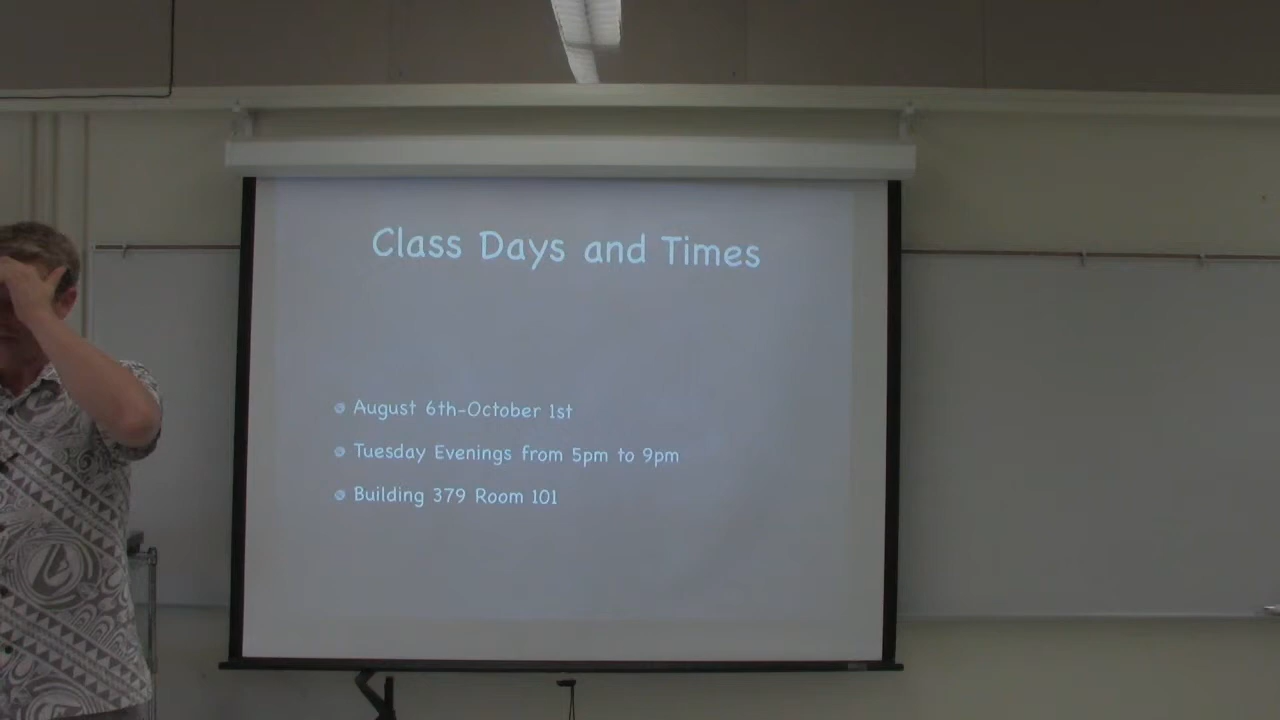 Class Days and Times
August 6th-October 1st
Tuesday Evenings from 5pm to 9pm
Building 379 Room 101